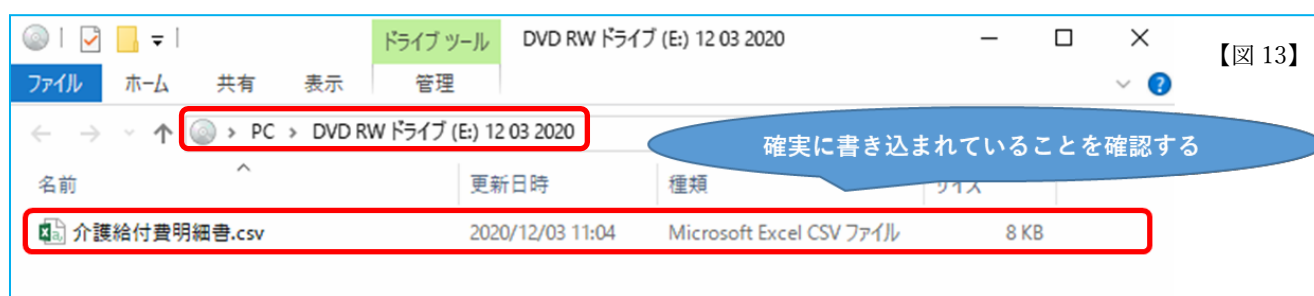 ドライブ ツール DVD RW ドライブ (E:) 12 03 2020
【図 13】
ファイル ホーム 共有 表示 管理
PC › DVD RW ドライブ (E:) 12 03 2020
確実に書き込まれていることを確認する
名前 更新日時 種類 サイズ
介護給付費明細書.csv 2020/12/03 11:04 Microsoft Excel CSV ファイル 8 KB